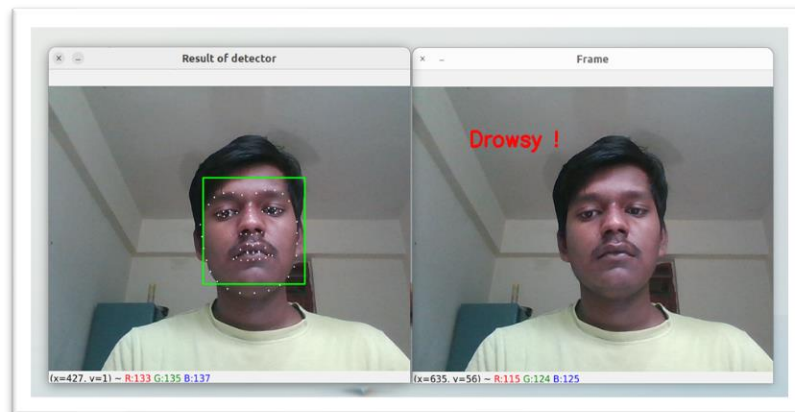 Result of detector
Frame
Drowsy !
(x=427, y=1) ~ R:133 G:135 B:137
(x=635, y=56) ~ R:115 G:124 B:125